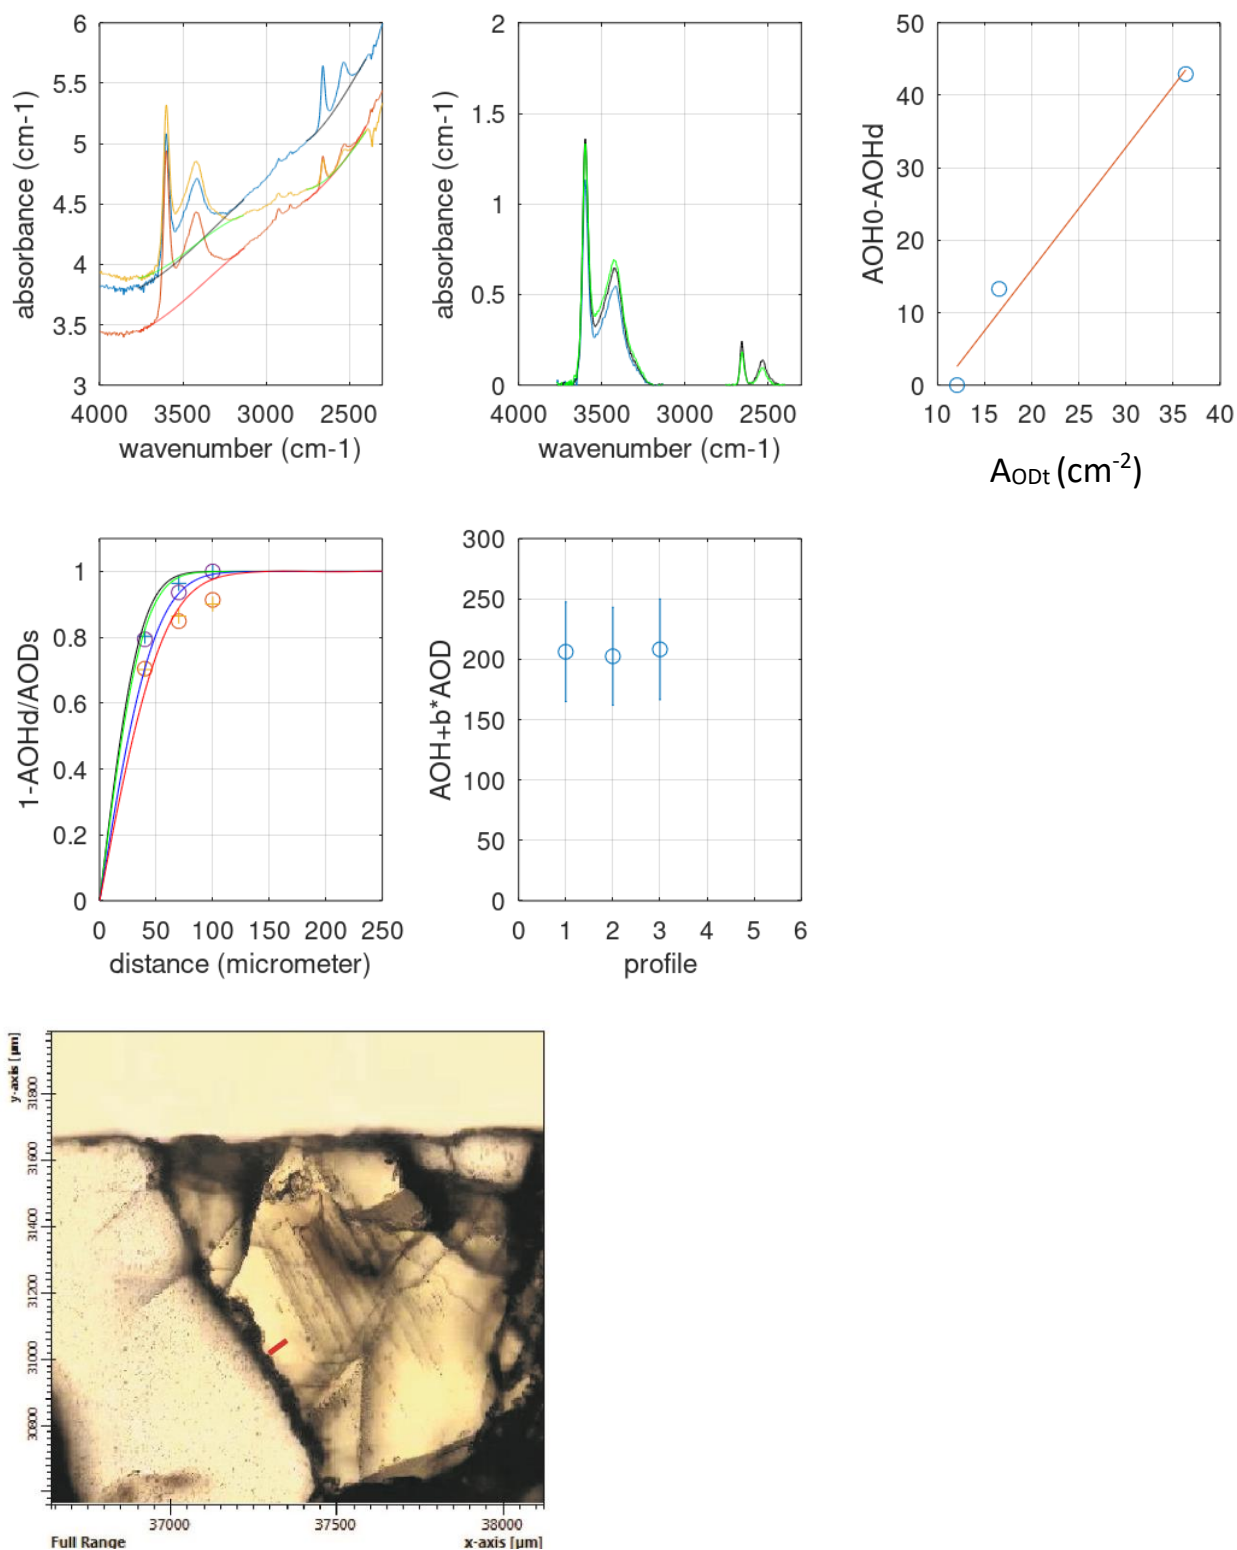 6
5.5
5
4.5
4
3.5
3
4000 3500 3000 2500
wavenumber (cm-1)
absorbance (cm-1)
2
1.5
1
0.5
0
4000 3500 3000 2500
wavenumber (cm-1)
absorbance (cm-1)
50
40
30
20
10
0
10 15 20 25 30 35 40
AOH0-AOHd
AODt (cm-2)
1
0.8
0.6
0.4
0.2
0
0 50 100 150 200 250
distance (micrometer)
1-AOHd/AODs
300
250
200
150
100
50
0
0 1 2 3 4 5 6
profile
AOH+b*AOD
y-axis [µm]
31800
31600
31400
31200
31000
30800
37000 37500 38000
Full Range x-axis [µm]